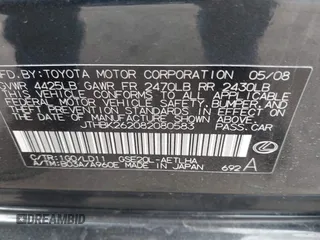 MFD.BY:TOYOTA MOTOR CORPORATION 05/08
GVWR 4425LB GAWR FR 2470LB RR 2430LB
THIS VEHICLE CONFORMS TO ALL APPLICABLE
FEDERAL MOTOR VEHICLE SAFETY, BUMPER, AND
THEFT PREVENTION STANDARDS IN EFFECT ON
THE DATE OF MANUFACTURE SHOWN ABOVE.
JTHBK262082080583 PASS.CAR
C/TR:1G0/LD11 GSE20L-AETLHA
A/TM:B03A/A960E MADE IN JAPAN 692 A
DREAMBID